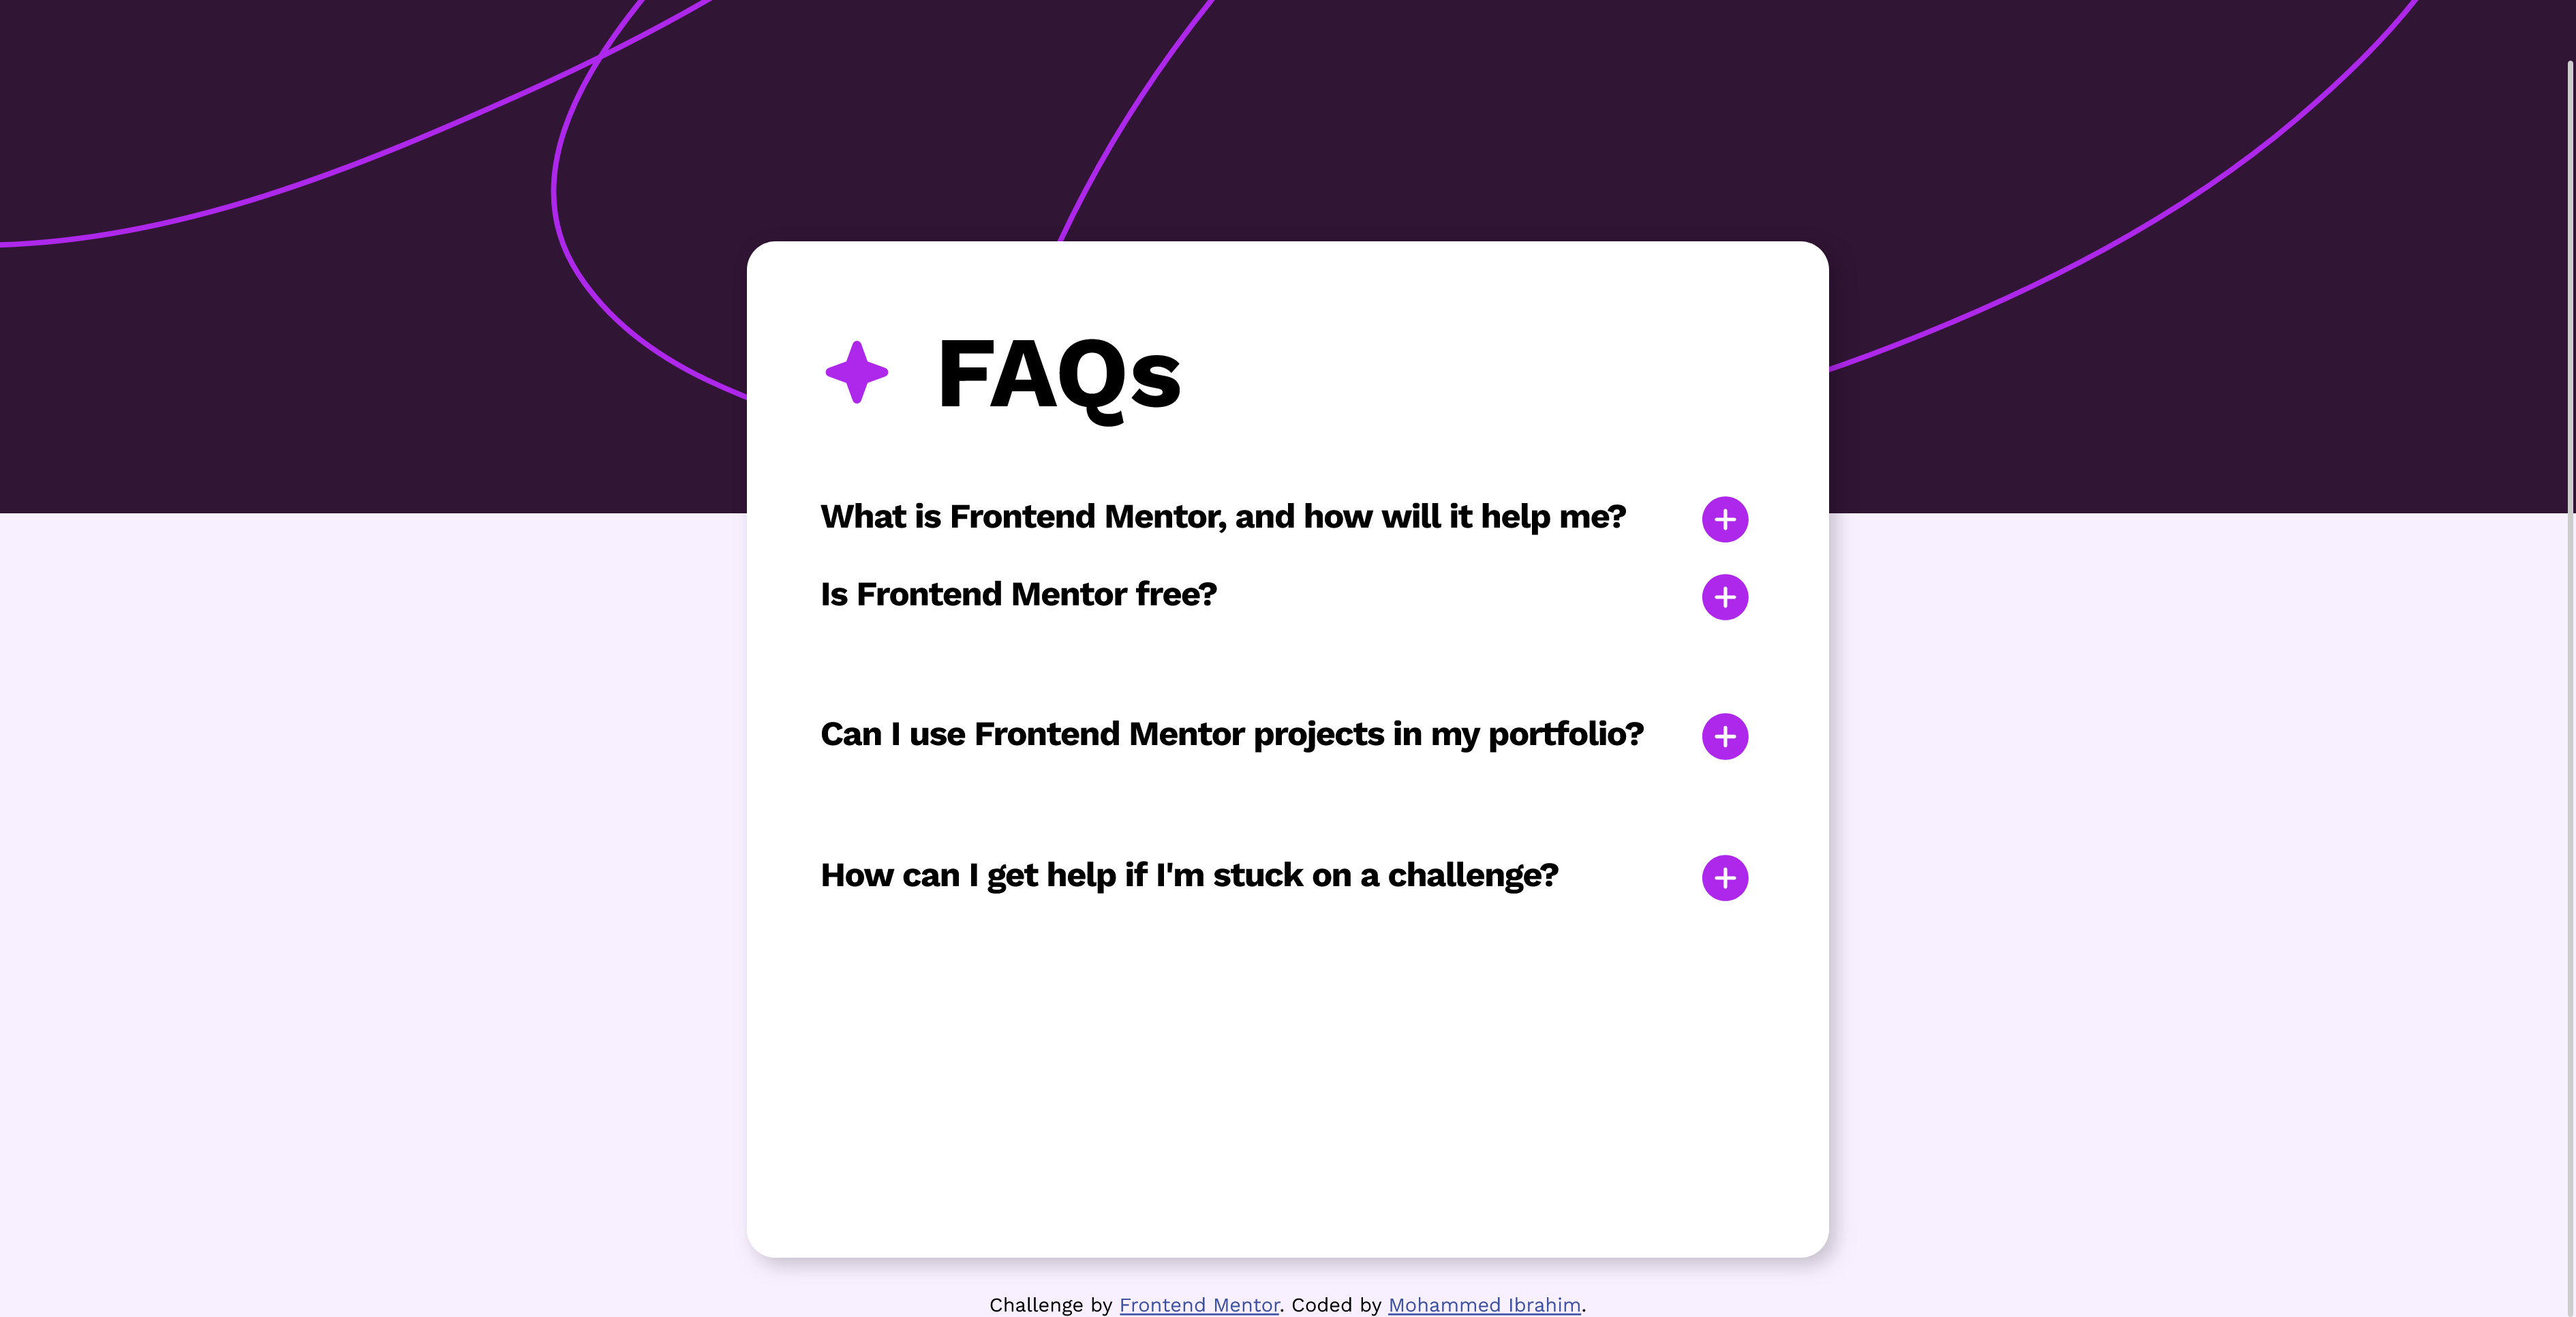 FAQs
What is Frontend Mentor, and how will it help me?
Is Frontend Mentor free?
Can I use Frontend Mentor projects in my portfolio?
How can I get help if I'm stuck on a challenge?
Challenge by Frontend Mentor. Coded by Mohammed Ibrahim.